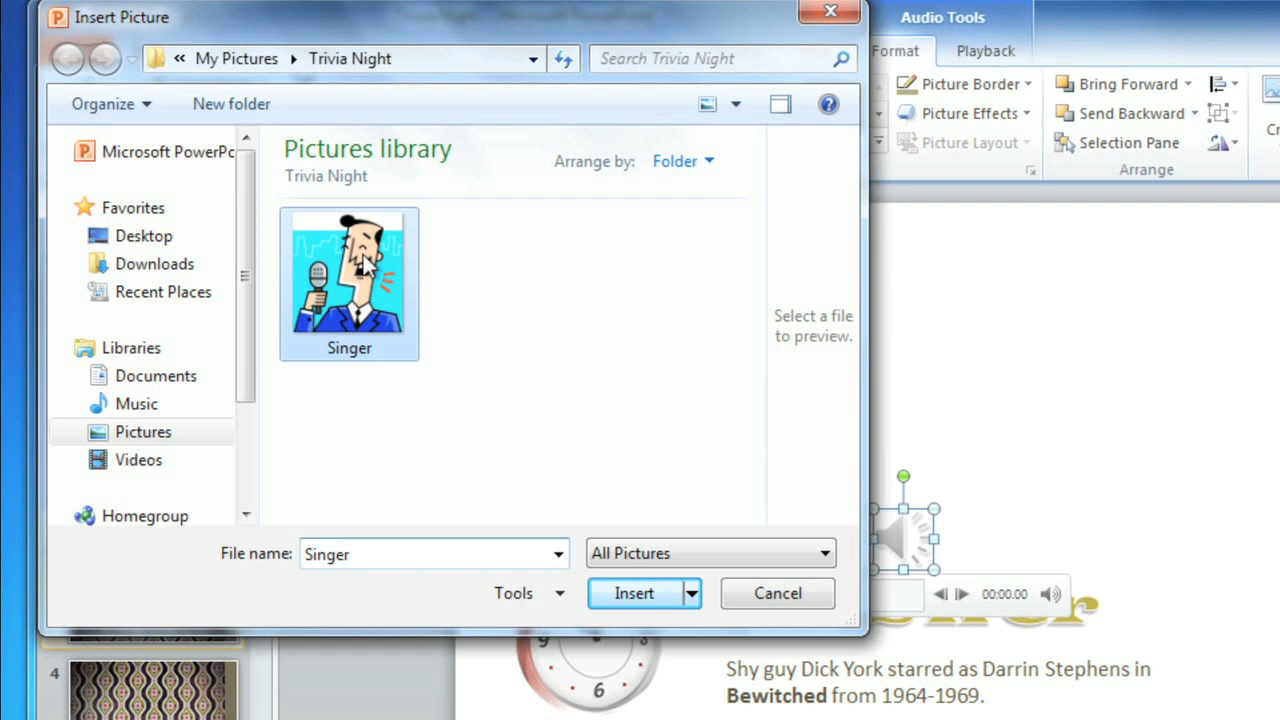 Insert Picture
Audio Tools
Format
Playback
« My Pictures Trivia Night
Search Trivia Night
Organize
New folder
Picture Border
Picture Effects
Picture Layout
Bring Forward
Send Backward
Selection Pane
Arrange
Microsoft PowerPc
Favorites
Desktop
Downloads
Recent Places
Libraries
Documents
Music
Pictures
Videos
Homegroup
Pictures library
Trivia Night
Arrange by: Folder
Singer
Select a file
to preview.
File name: Singer
All Pictures
Tools
Insert
Cancel
00:00.00
9
3
6
4
Shy guy Dick York starred as Darrin Stephens in
Bewitched from 1964-1969.